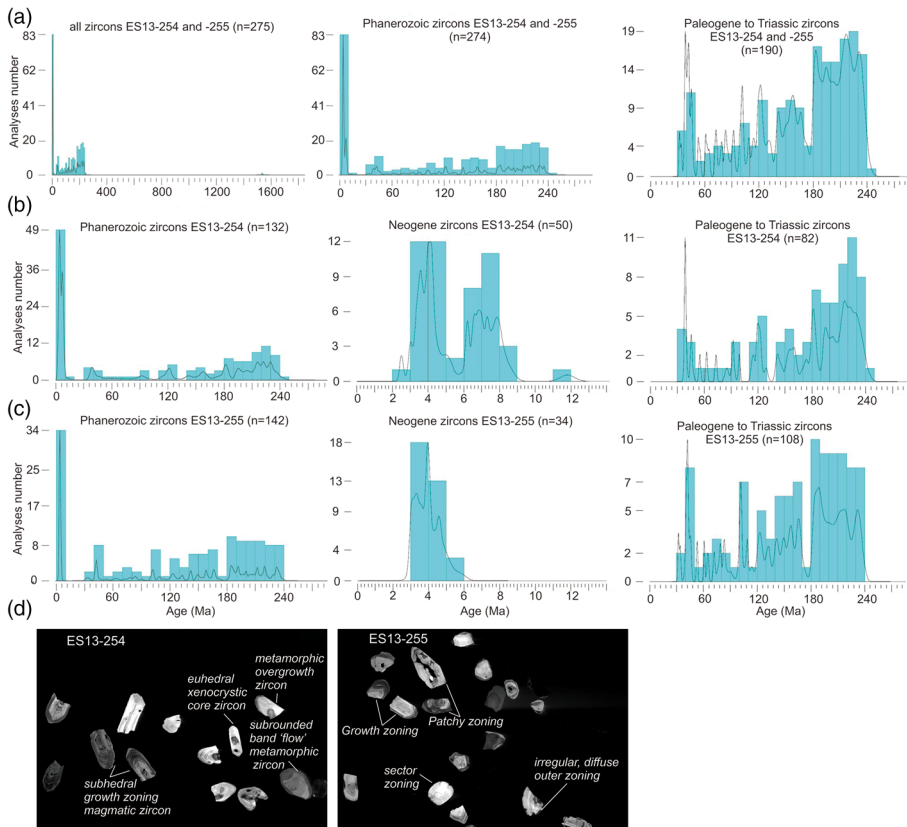 (a)
all zircons ES13-254 and -255 (n=275)
Analyses number
83
62
41
20
0
0 400 800 1200 1600
Phanerozoic zircons ES13-254 and -255
(n=274)
83
62
41
20
0
0 60 120 180 240
Paleogene to Triassic zircons
ES13-254 and -255
(n=190)
19
14
9
4
0
0 60 120 180 240
(b)
Phanerozoic zircons ES13-254 (n=132)
Analyses number
49
36
24
12
0
0 60 120 180 240
Neogene zircons ES13-254 (n=50)
12
9
6
3
0
0 2 4 6 8 10 12
Paleogene to Triassic zircons
ES13-254 (n=82)
11
8
5
2
0
0 60 120 180 240
(c)
Phanerozoic zircons ES13-255 (n=142)
Analyses number
34
25
17
8
0
0 60 120 180 240
Age (Ma)
Neogene zircons ES13-255 (n=34)
18
13
9
4
0
0 2 4 6 8 10 12
Age (Ma)
Paleogene to Triassic zircons
ES13-255 (n=108)
10
7
5
2
0
0 60 120 180 240
Age (Ma)
(d)
ES13-254
metamorphic
overgrowth
zircon
euhedral
xenocrystic
core zircon
subrounded
band 'flow'
metamorphic
zircon
subhedral
growth zoning
magmatic zircon
ES13-255
Growth zoning
Patchy zoning
sector
zoning
irregular, diffuse
outer zoning